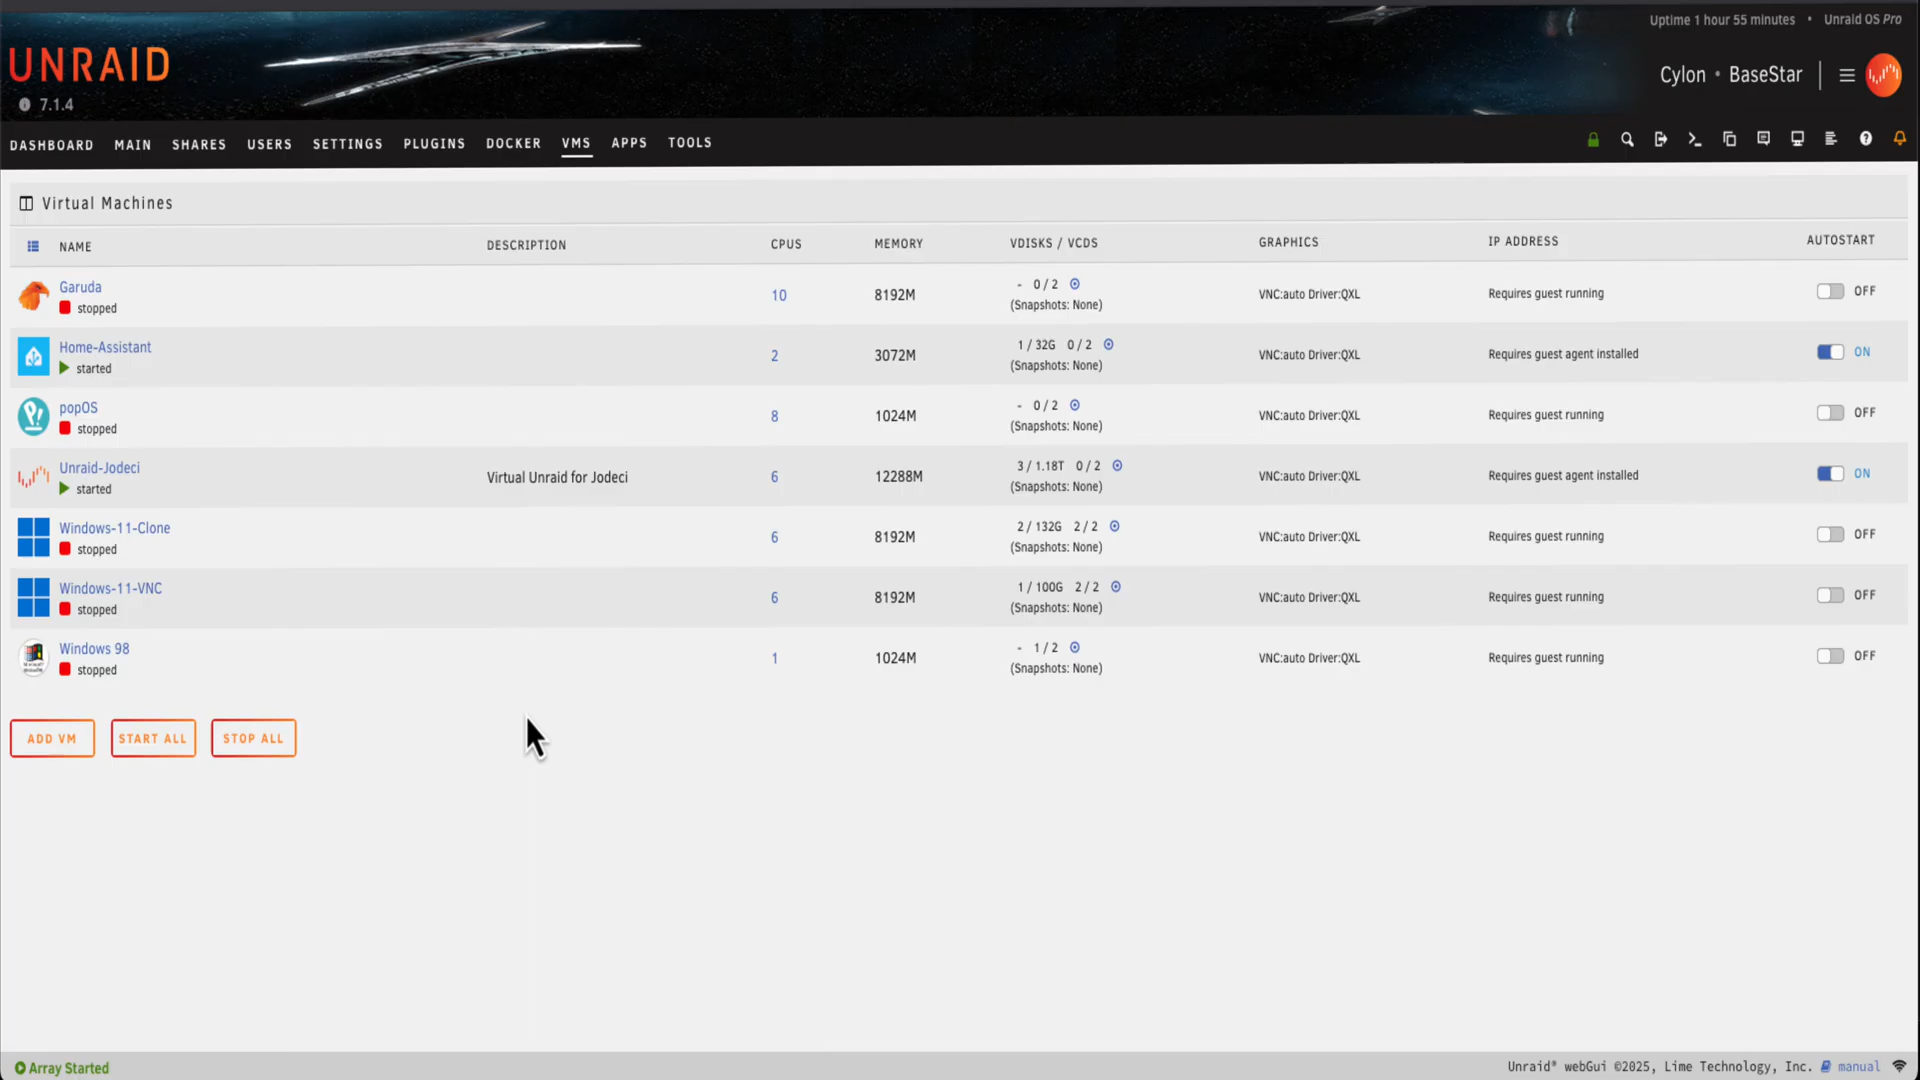 Uptime 1 hour 55 minutes • Unraid OS Pro
UNRAID
7.1.4
Cylon • BaseStar
DASHBOARD MAIN SHARES USERS SETTINGS PLUGINS DOCKER VMS APPS TOOLS
Virtual Machines
NAME DESCRIPTION CPUS MEMORY VDISKS / VCDS GRAPHICS IP ADDRESS AUTOSTART
Garuda
stopped
10 8192M
- 0 / 2
(Snapshots: None)
VNC:auto Driver:QXL Requires guest running OFF
Home-Assistant
started
2 3072M
1 / 32G 0 / 2
(Snapshots: None)
VNC:auto Driver:QXL Requires guest agent installed ON
popOS
stopped
8 1024M
- 0 / 2
(Snapshots: None)
VNC:auto Driver:QXL Requires guest running OFF
Unraid-Jodeci
started
Virtual Unraid for Jodeci 6 12288M
3 / 1.18T 0 / 2
(Snapshots: None)
VNC:auto Driver:QXL Requires guest agent installed ON
Windows-11-Clone
stopped
6 8192M
2 / 132G 2 / 2
(Snapshots: None)
VNC:auto Driver:QXL Requires guest running OFF
Windows-11-VNC
stopped
6 8192M
1 / 100G 2 / 2
(Snapshots: None)
VNC:auto Driver:QXL Requires guest running OFF
Windows 98
stopped
1 1024M
- 1 / 2
(Snapshots: None)
VNC:auto Driver:QXL Requires guest running OFF
ADD VM START ALL STOP ALL
Array Started
Unraid® webGui ©2025, Lime Technology, Inc. manual